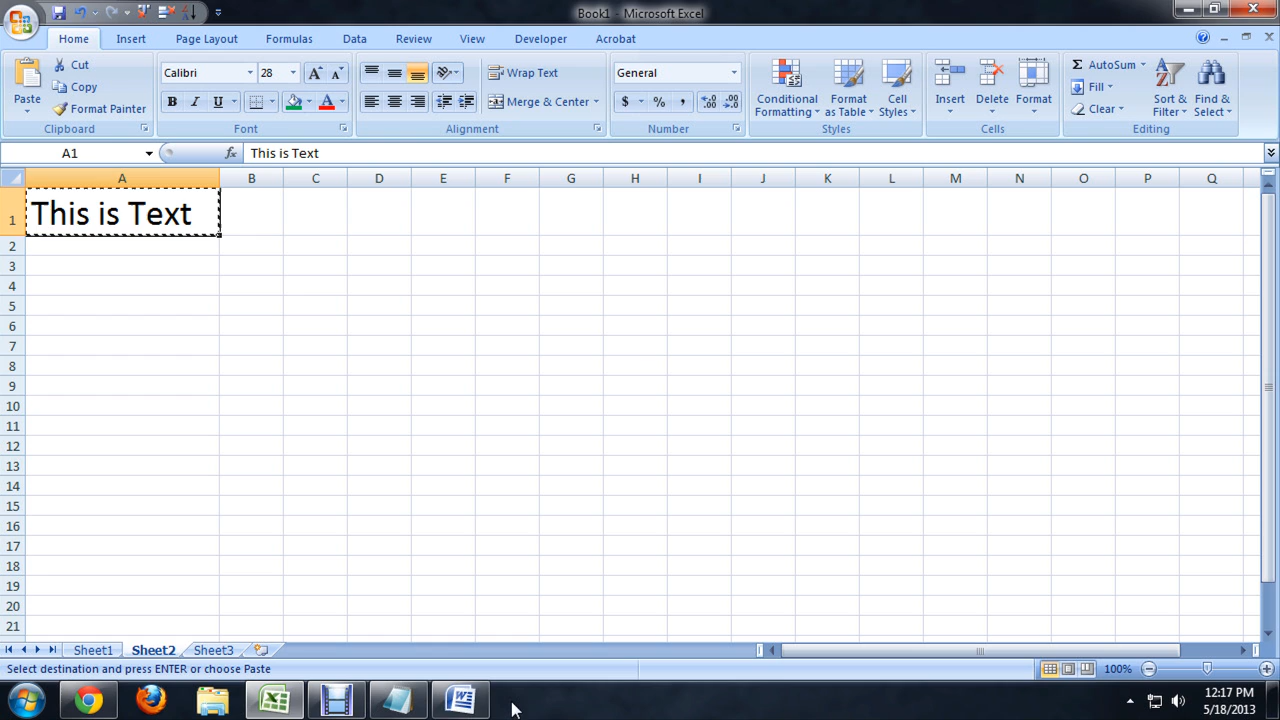 Book1 - Microsoft Excel
Home Insert Page Layout Formulas Data Review View Developer Acrobat
Paste
Cut
Copy
Format Painter
Clipboard
Calibri 28
B I U A
Font
Wrap Text
Merge & Center
Alignment
General
$ % ,
Number
Conditional Formatting
Format as Table
Cell Styles
Styles
Insert Delete Format
Cells
Σ AutoSum
Fill
Clear
Sort & Filter
Find & Select
Editing
A1 fx This is Text
A B C D E F G H I J K L M N O P Q
1 This is Text
2
3
4
5
6
7
8
9
10
11
12
13
14
15
16
17
18
19
20
21
Sheet1 Sheet2 Sheet3
Select destination and press ENTER or choose Paste 100%
12:17 PM
5/18/2013